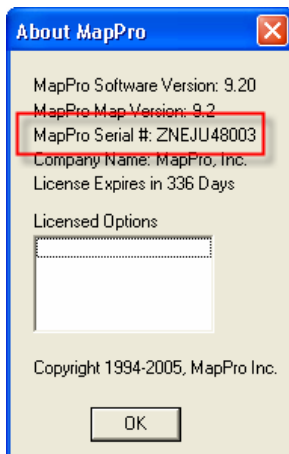 About MapPro
MapPro Software Version: 9.20
MapPro Map Version: 9.2
MapPro Serial #: ZNEJU48003
Company Name: MapPro, Inc.
License Expires in 336 Days
Licensed Options
Copyright 1994-2005, MapPro Inc.
OK